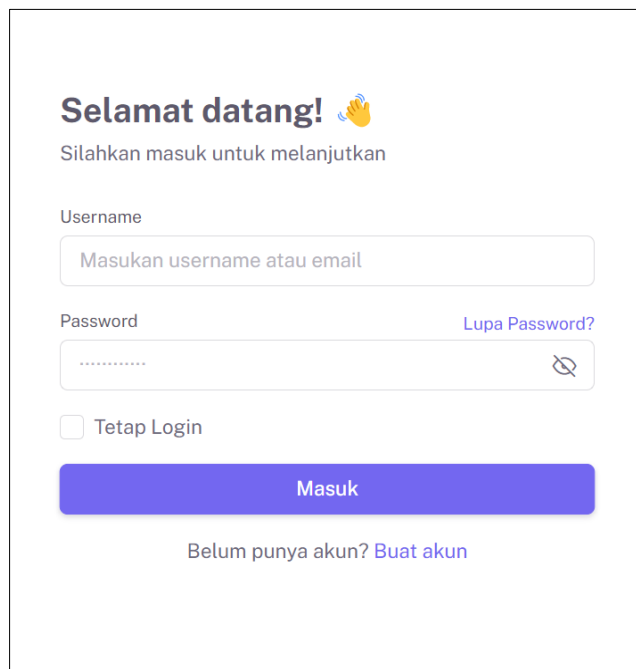 Selamat datang! 👋
Silahkan masuk untuk melanjutkan
Username
Masukan username atau email
Password
Lupa Password?
············
Tetap Login
Masuk
Belum punya akun? Buat akun